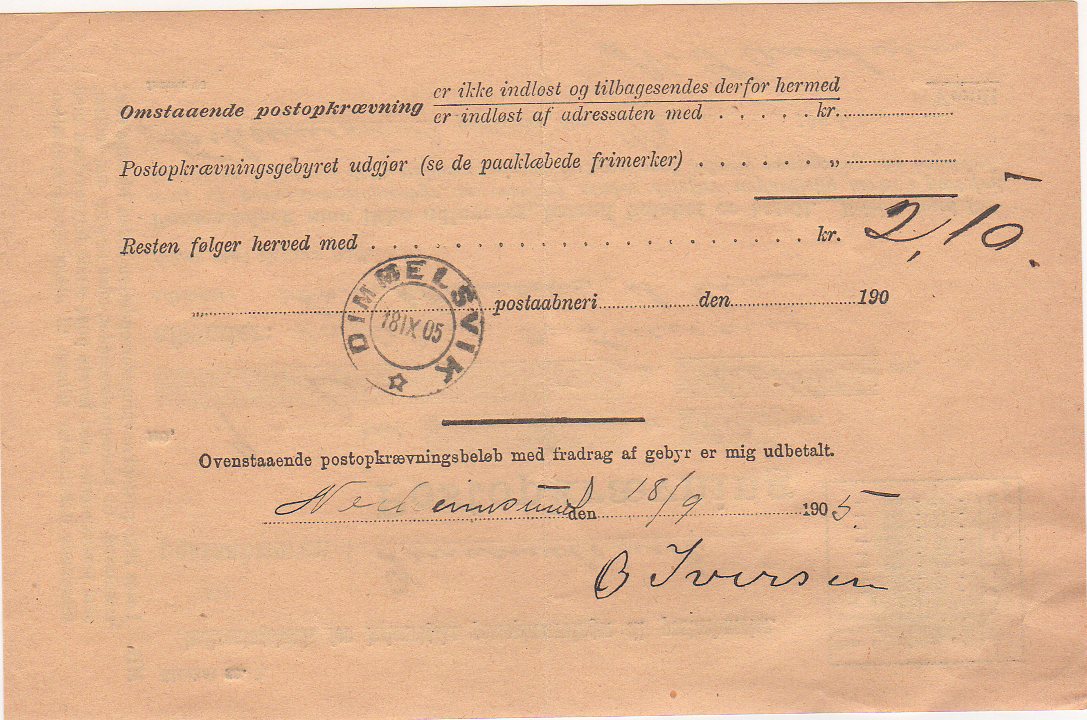 Omstaaende postopkrævning er ikke indløst og tilbagesendes derfor hermed
er indløst af adressaten med . . . . . kr.
Postopkrævningsgebyret udgjør (se de paaklæbede frimerker) . . . . . . „
Resten følger herved med . . . . . . . . . . . . . . . . . . . . kr. 2,10
DIMMELSVIK
18 IX 05
postaabneri den 190
Ovenstaaende postopkrævningsbeløb med fradrag af gebyr er mig udbetalt.
den 18/9 1905.
B Iversen